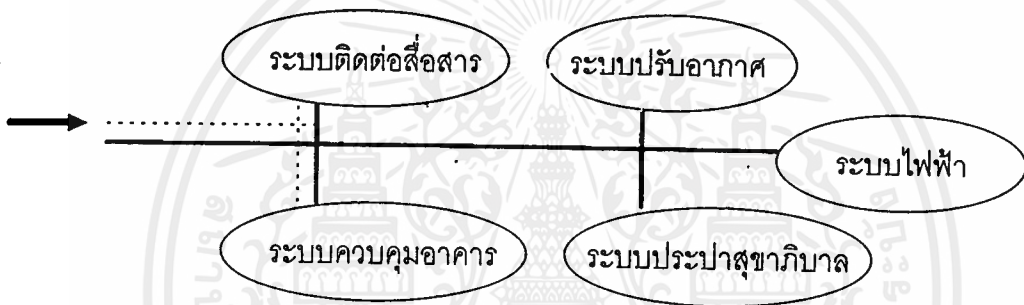 ระบบติดต่อสื่อสาร
ระบบปรับอากาศ
ระบบไฟฟ้า
ระบบควบคุมอาคาร
ระบบประปาสุขาภิบาล